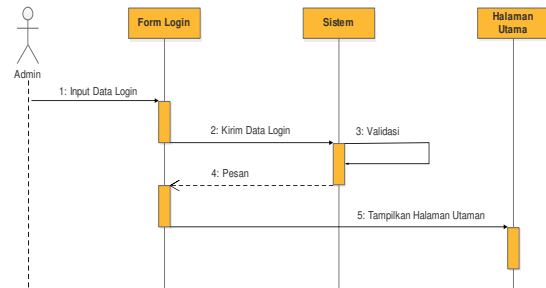 Form Login
Sistem
Halaman
Utama
Admin
1: Input Data Login
2: Kirim Data Login
3: Validasi
4: Pesan
5: Tampilkan Halaman Utaman